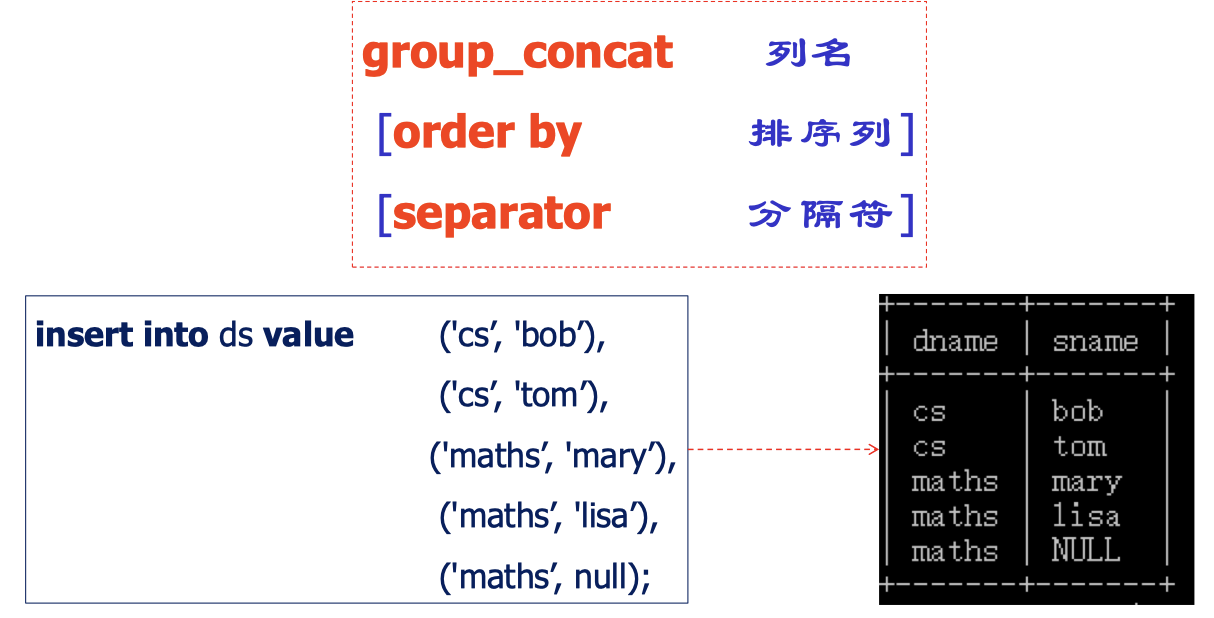 group_concat 列名
[order by 排序列]
[separator 分隔符]
insert into ds value ('cs’, 'bob’),
('cs’, 'tom’),
('maths’, 'mary’),
('maths’, 'lisa’),
('maths’, null);
+-------+-------+
| dname | sname |
+-------+-------+
| cs | bob |
| cs | tom |
| maths | mary |
| maths | lisa |
| maths | NULL |
+-------+-------+